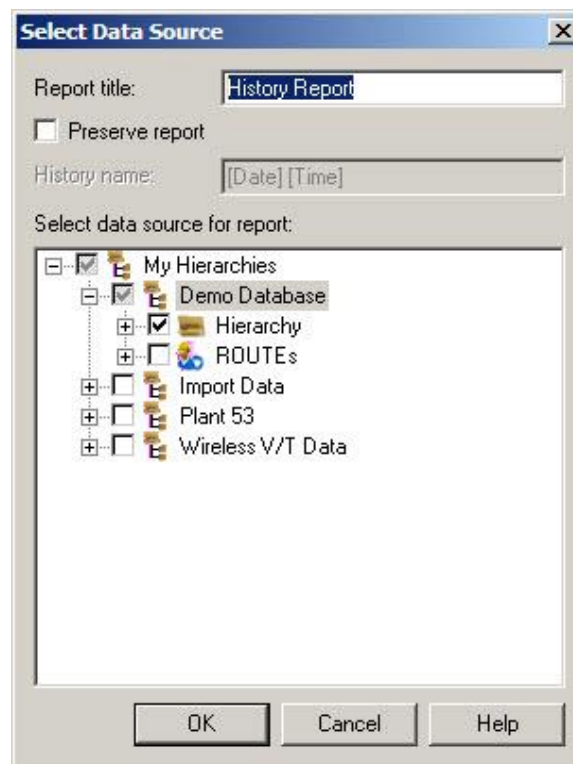 Select Data Source
Report title: History Report
Preserve report
History name: [Date] [Time]
Select data source for report:
My Hierarchies
Demo Database
Hierarchy
ROUTEs
Import Data
Plant 53
Wireless V/T Data
OK Cancel Help